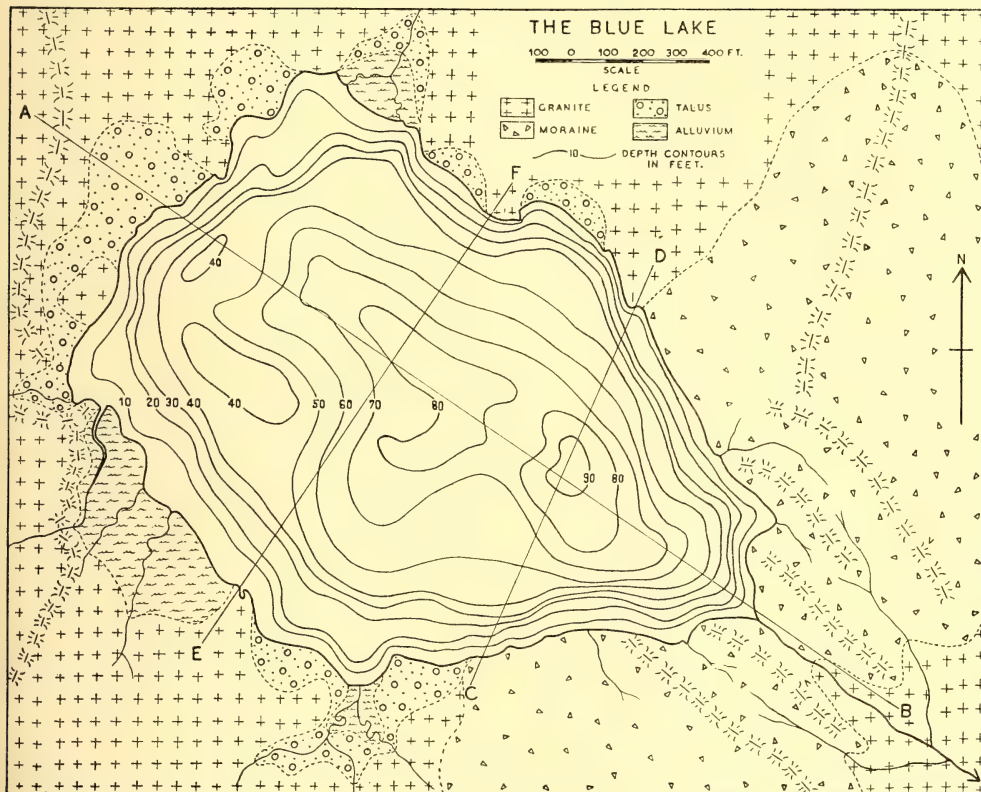 THE BLUE LAKE
100 0 100 200 300 400 FT.
SCALE
LEGEND
GRANITE TALUS
MORAINE ALLUVIUM
10 DEPTH CONTOURS
IN FEET.
A
F
D
N
40
10 20 30 40 40 50 60 70 80
90 80
E
C
B